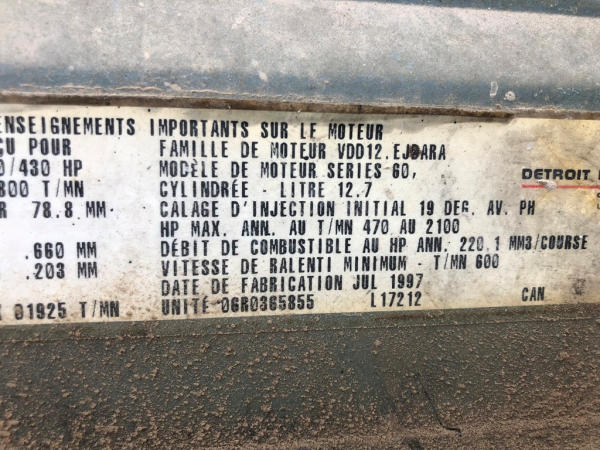 ENSEIGNEMENTS IMPORTANTS SUR LE MOTEUR
ÇU POUR FAMILLE DE MOTEUR VDD12.EJDARA
0/430 HP MODÈLE DE MOTEUR SERIES 60,
800 T/MN CYLINDRÉE - LITRE 12.7
R 78.8 MM CALAGE D'INJECTION INITIAL 19 DEG. AV. PH
HP MAX. ANN. AU T/MN 470 AU 2100
.660 MM DÉBIT DE COMBUSTIBLE AU HP ANN. 220.1 MM3/COURSE
.203 MM VITESSE DE RALENTI MINIMUM - T/MN 600
DATE DE FABRICATION JUL 1997
01925 T/MN UNITÉ 06R0365855 L17212 CAN
DETROIT